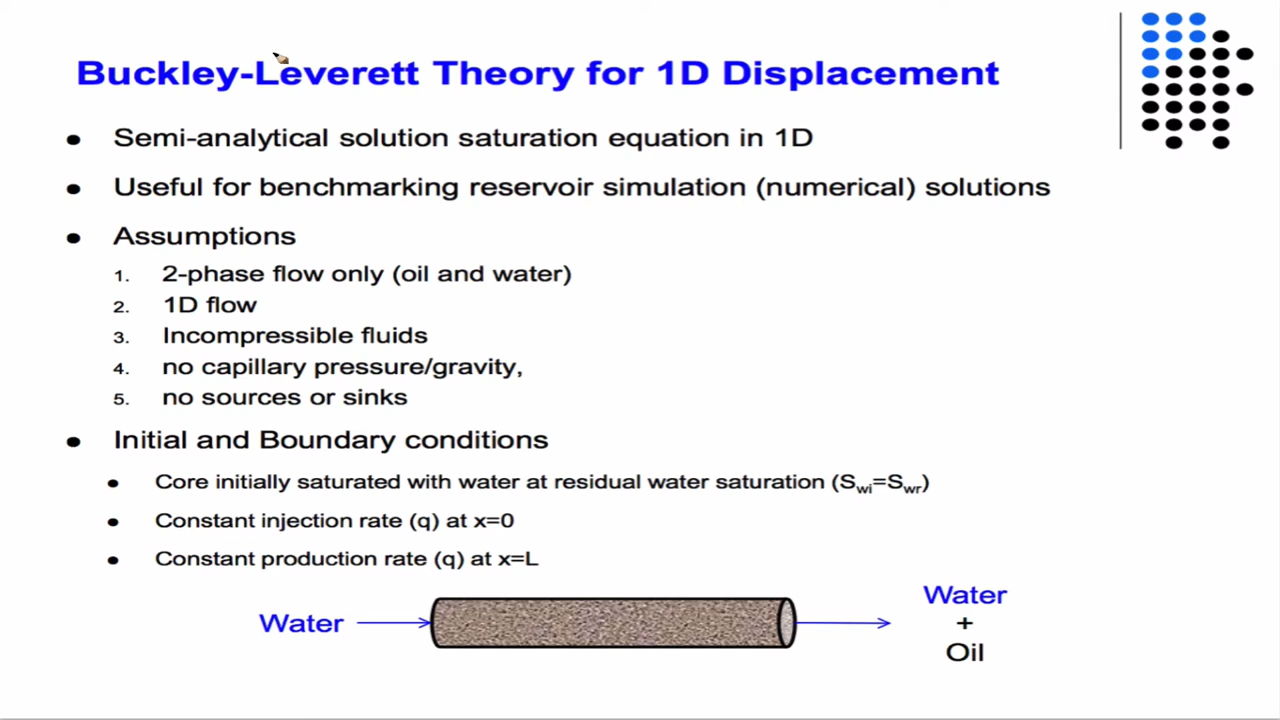 Buckley-Leverett Theory for 1D Displacement
● Semi-analytical solution saturation equation in 1D
● Useful for benchmarking reservoir simulation (numerical) solutions
● Assumptions
1. 2-phase flow only (oil and water)
2. 1D flow
3. Incompressible fluids
4. no capillary pressure/gravity,
5. no sources or sinks
● Initial and Boundary conditions
● Core initially saturated with water at residual water saturation (Swi=Swr)
● Constant injection rate (q) at x=0
● Constant production rate (q) at x=L
Water
Water
+
Oil